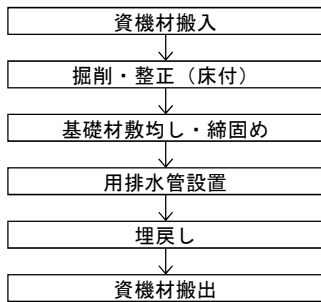 資機材搬入
掘削・整正（床付）
基礎材敷均し・締固め
用排水管設置
埋戻し
資機材搬出